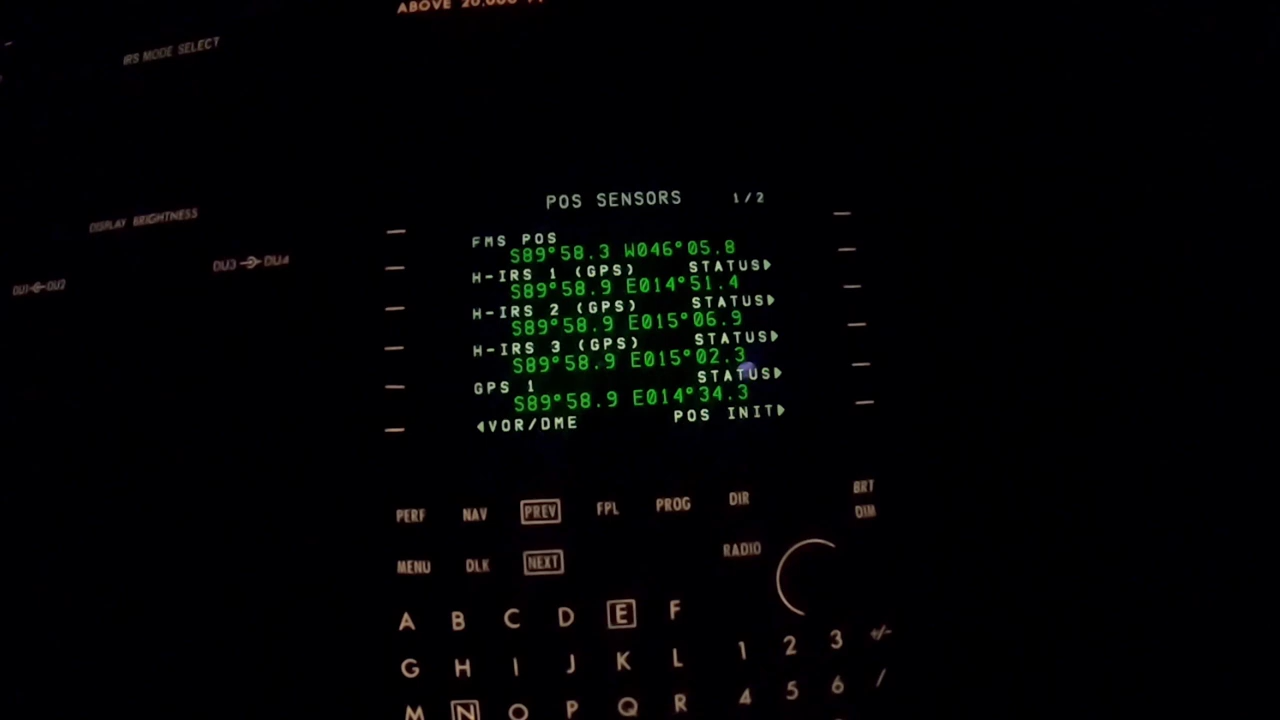 ABOVE 20,000
IRS MODE SELECT
DISPLAY BRIGHTNESS
DU3 DU4
DU1 DU2
POS SENSORS 1/2
FMS POS
S89°58.3 W046°05.8
H-IRS 1 (GPS) STATUS▶
S89°58.9 E014°51.4
H-IRS 2 (GPS) STATUS▶
S89°58.9 E015°06.9
H-IRS 3 (GPS) STATUS▶
S89°58.9 E015°02.3
GPS 1 STATUS▶
S89°58.9 E014°34.3
◀VOR/DME POS INIT▶
PERF NAV PREV FPL PROG DIR BRT
DIM
MENU DLK NEXT RADIO
A B C D E F
G H I J K L 1 2 3 +/-
M N O P Q R 4 5 6 /